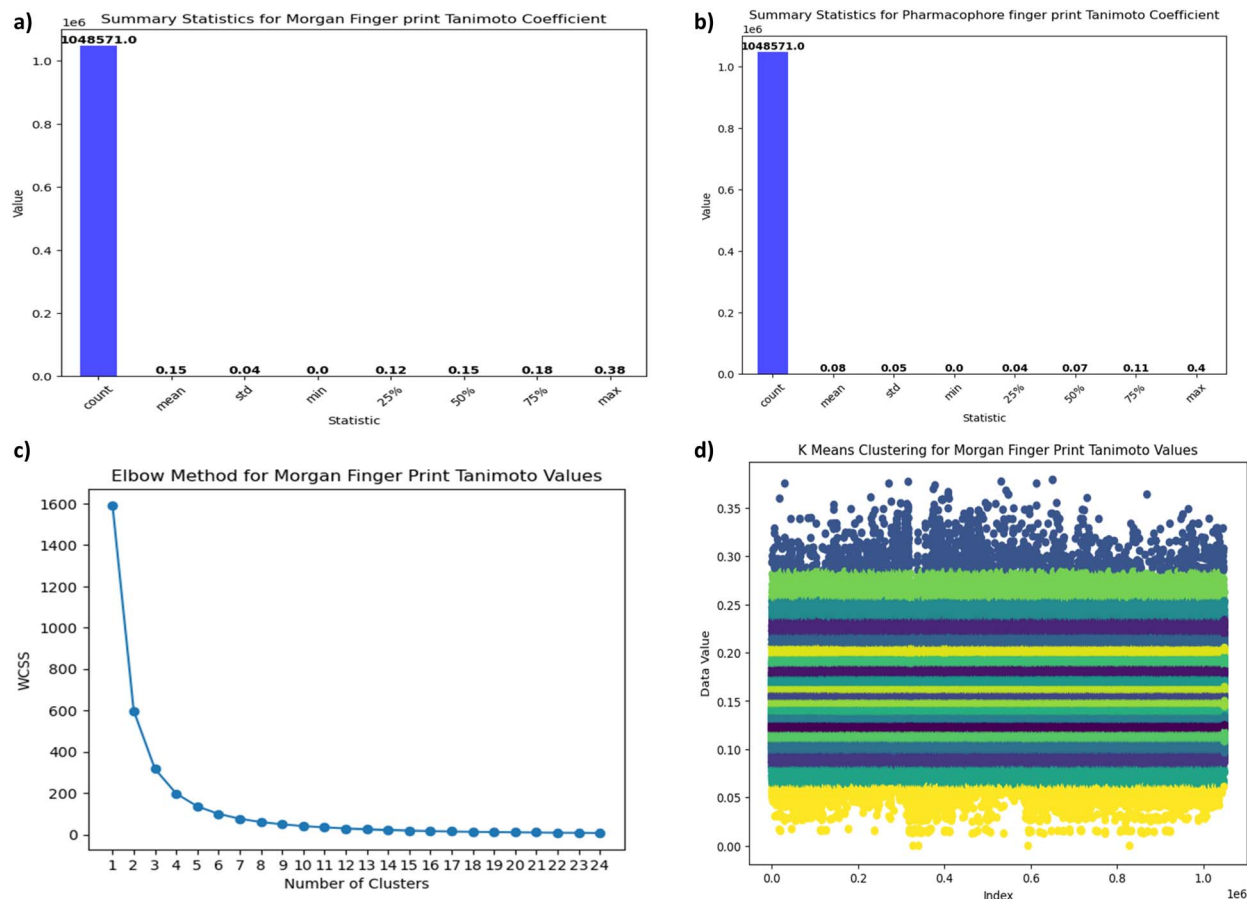 a)
Summary Statistics for Morgan Finger print Tanimoto Coefficient
1e6
1048571.0
1.0
0.8
0.6
0.4
0.2
0.0
Value
0.15
0.04
0.0
0.12
0.15
0.18
0.38
count
mean
std
min
25%
50%
75%
max
Statistic
b)
Summary Statistics for Pharmacophore finger print Tanimoto Coefficient
1e6
1048571.0
1.0
0.8
0.6
0.4
0.2
0.0
Value
0.08
0.05
0.0
0.04
0.07
0.11
0.4
count
mean
std
min
25%
50%
75%
max
Statistic
c)
Elbow Method for Morgan Finger Print Tanimoto Values
1600
1400
1200
1000
800
600
400
200
0
WCSS
1 2 3 4 5 6 7 8 9 10 11 12 13 14 15 16 17 18 19 20 21 22 23 24
Number of Clusters
d)
K Means Clustering for Morgan Finger Print Tanimoto Values
0.35
0.30
0.25
0.20
0.15
0.10
0.05
0.00
Data Value
0.0 0.2 0.4 0.6 0.8 1.0
1e6
Index